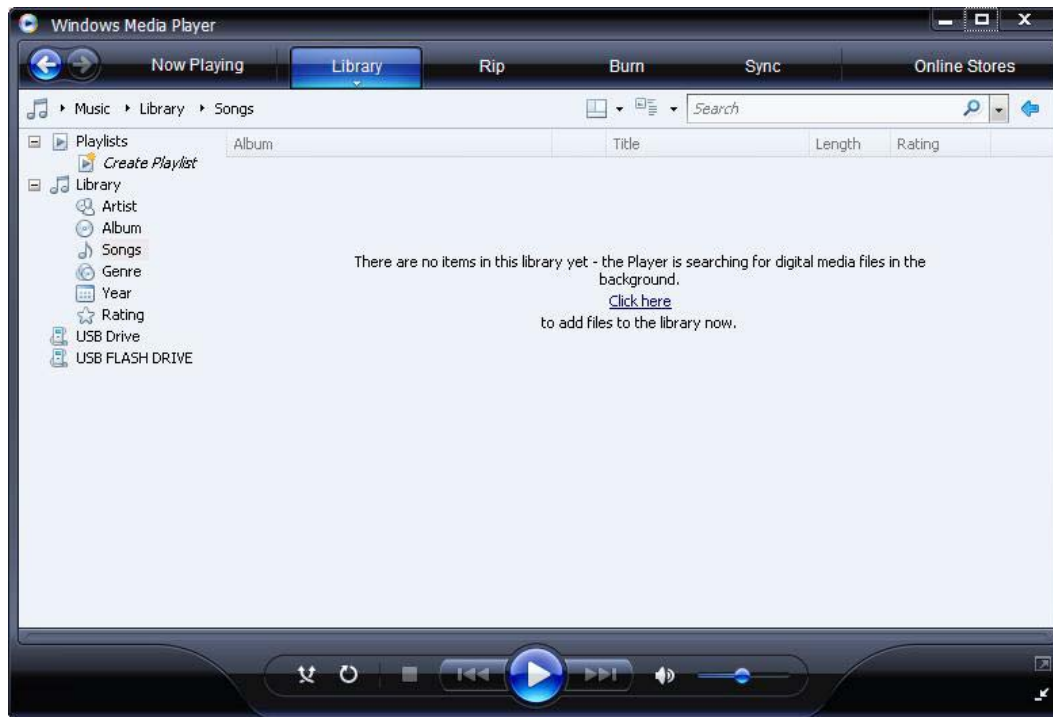 Windows Media Player
Now Playing Library Rip Burn Sync Online Stores
Music Library Songs Search
Playlists Album Title Length Rating
Create Playlist
Library
Artist
Album
Songs
Genre
Year
Rating
USB Drive
USB FLASH DRIVE
There are no items in this library yet - the Player is searching for digital media files in the
background.
Click here
to add files to the library now.